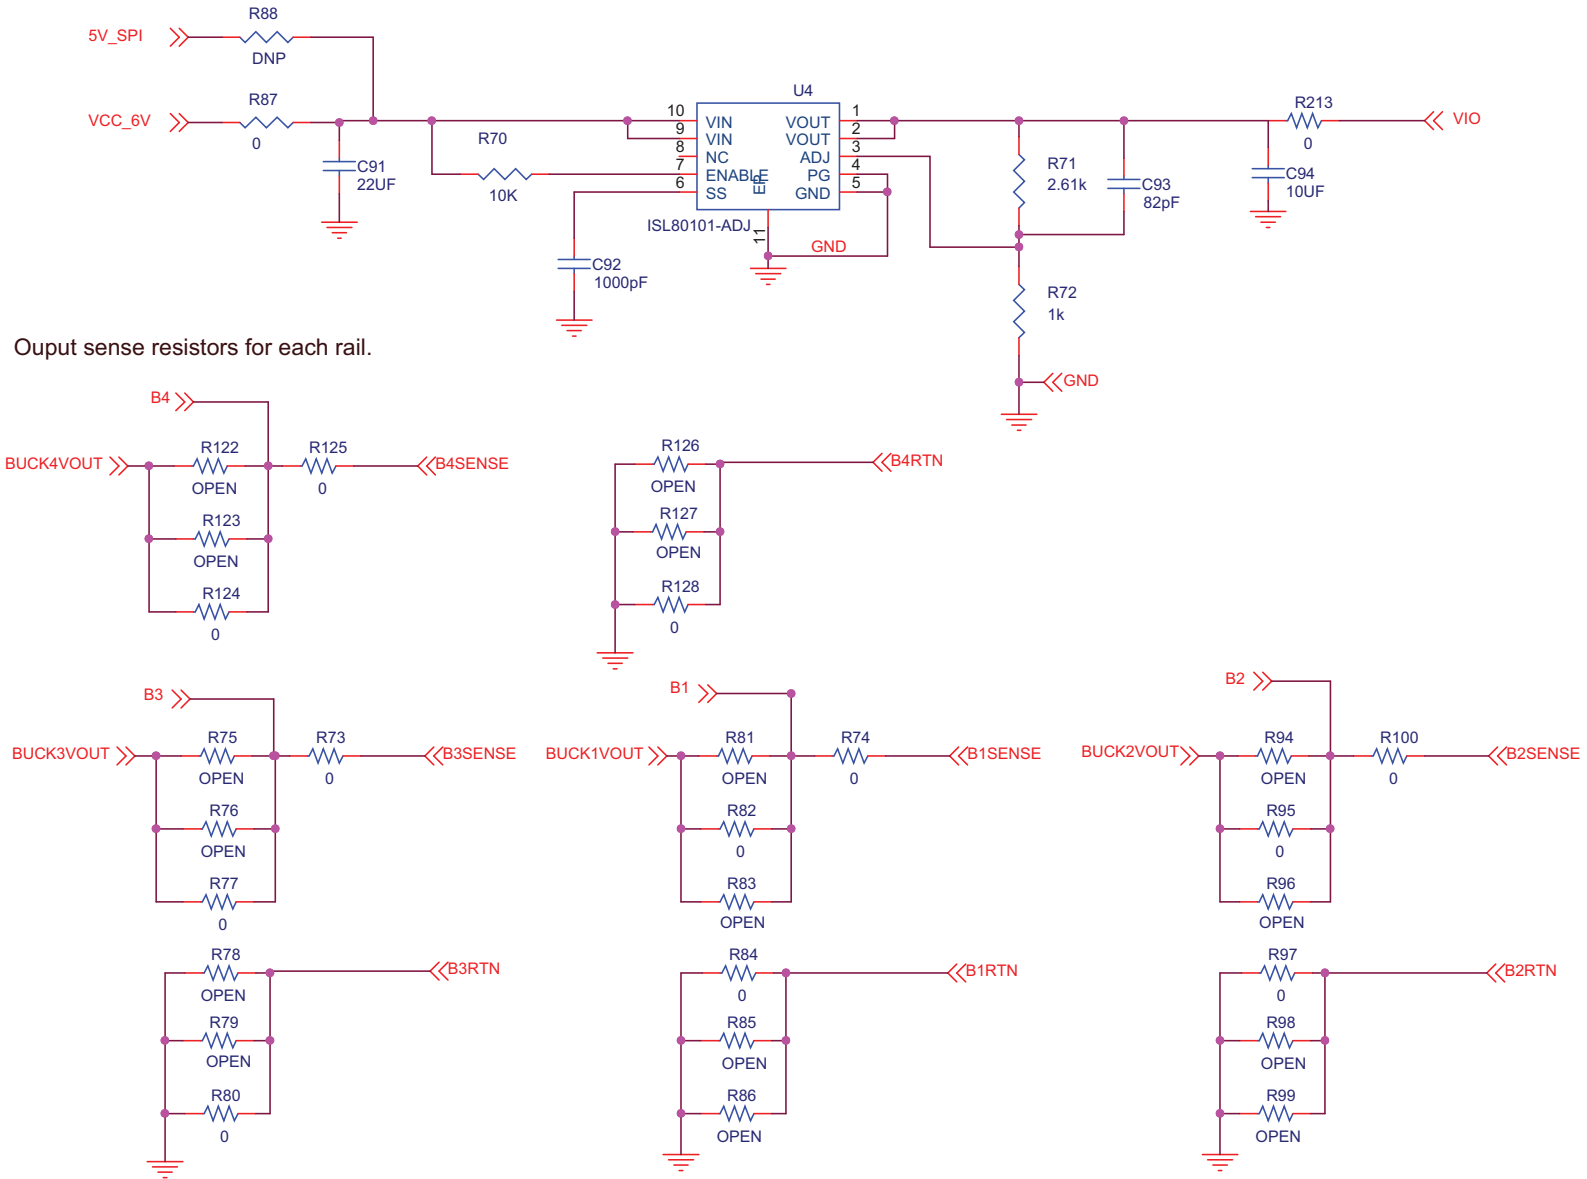 R88
5V_SPI
DNP
R87
VCC_6V
0
C91
22UF
R70
10K
U4
10 VIN VOUT 1
9 VIN VOUT 2
8 NC ADJ 3
7 ENABLE PG 4
6 SS EP GND 5
ISL80101-ADJ
11
GND
C92
1000pF
R71
2.61k
C93
82pF
R213
0
VIO
C94
10UF
R72
1k
GND
Ouput sense resistors for each rail.
B4
BUCK4VOUT
R122
OPEN
R125
0
B4SENSE
R123
OPEN
R124
0
R126
OPEN
B4RTN
R127
OPEN
R128
0
B3
BUCK3VOUT
R75
OPEN
R73
0
B3SENSE
R76
OPEN
R77
0
R78
OPEN
B3RTN
R79
OPEN
R80
0
B1
BUCK1VOUT
R81
OPEN
R74
0
B1SENSE
R82
0
R83
OPEN
R84
0
B1RTN
R85
OPEN
R86
OPEN
B2
BUCK2VOUT
R94
OPEN
R100
0
B2SENSE
R95
0
R96
OPEN
R97
0
B2RTN
R98
OPEN
R99
OPEN